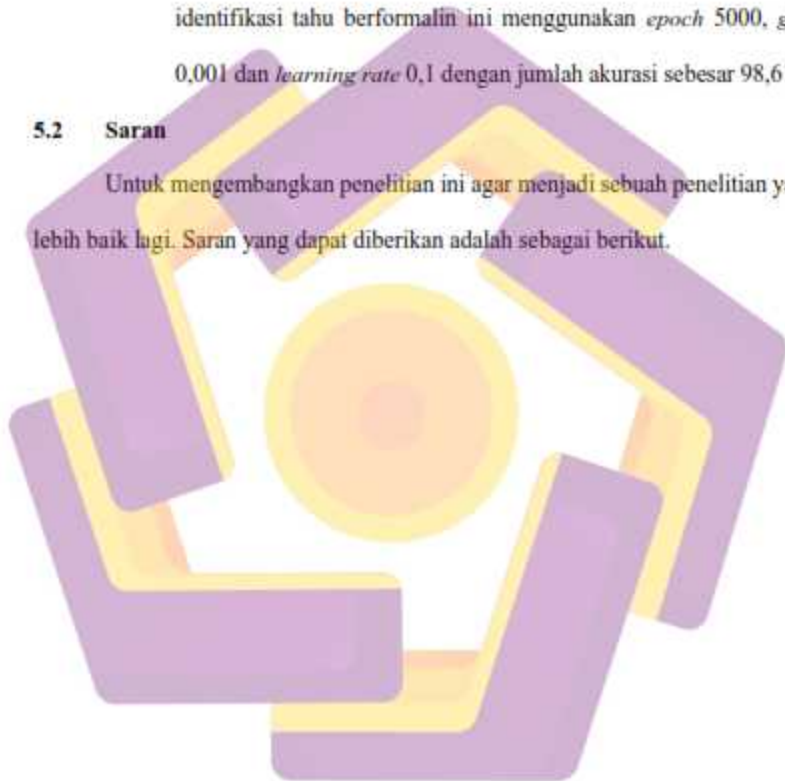 identifikasi tahu berformalin ini menggunakan epoch 5000,
0,001 dan learning rate 0,1 dengan jumlah akurasi sebesar 98,6
5.2 Saran
Untuk mengembangkan penelitian ini agar menjadi sebuah penelitian
lebih baik lagi. Saran yang dapat diberikan adalah sebagai berikut.